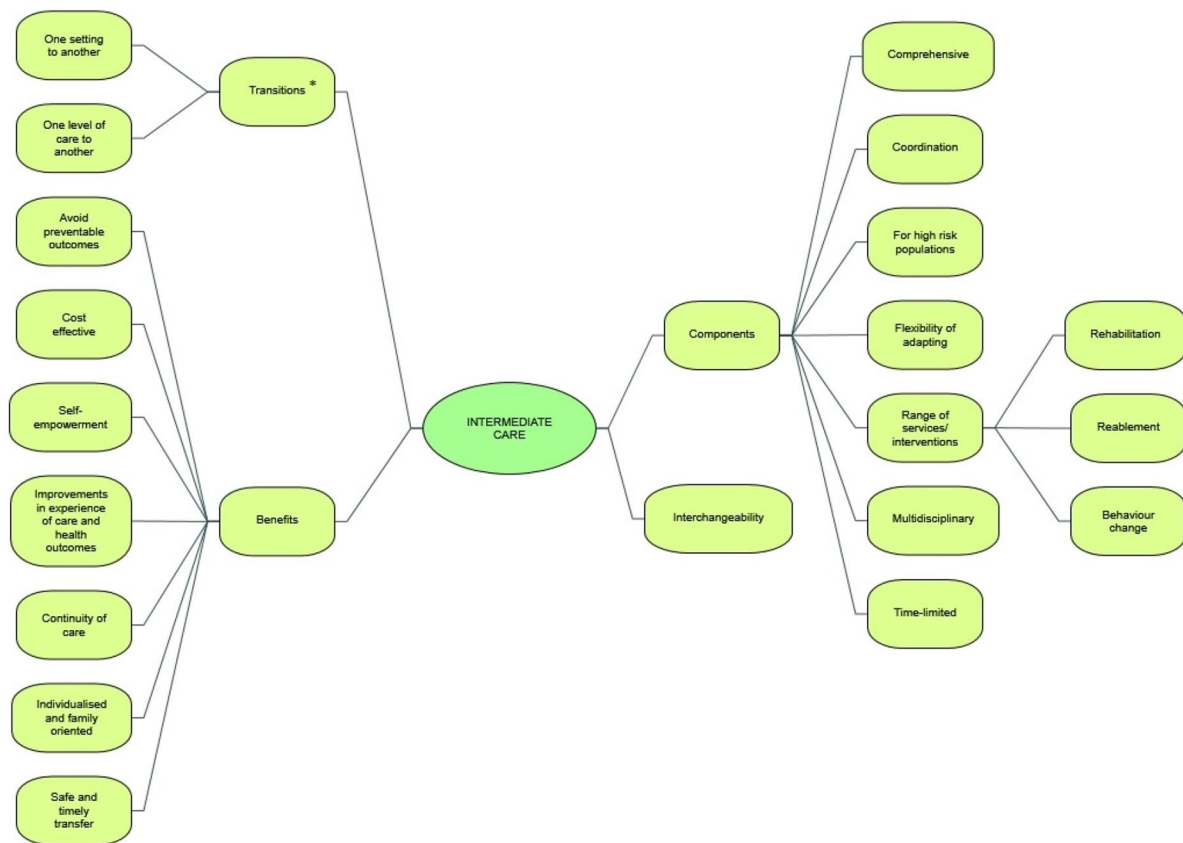 One setting
to another
One level of
care to
another
Transitions *
Avoid
preventable
outcomes
Cost
effective
Self-
empowerment
Improvements
in experience
of care and
health
outcomes
Continuity of
care
Individualised
and family
oriented
Safe and
timely
transfer
Benefits
INTERMEDIATE
CARE
Components
Interchangeability
Comprehensive
Coordination
For high risk
populations
Flexibility of
adapting
Range of
services/
interventions
Multidisciplinary
Time-limited
Rehabilitation
Reablement
Behaviour
change